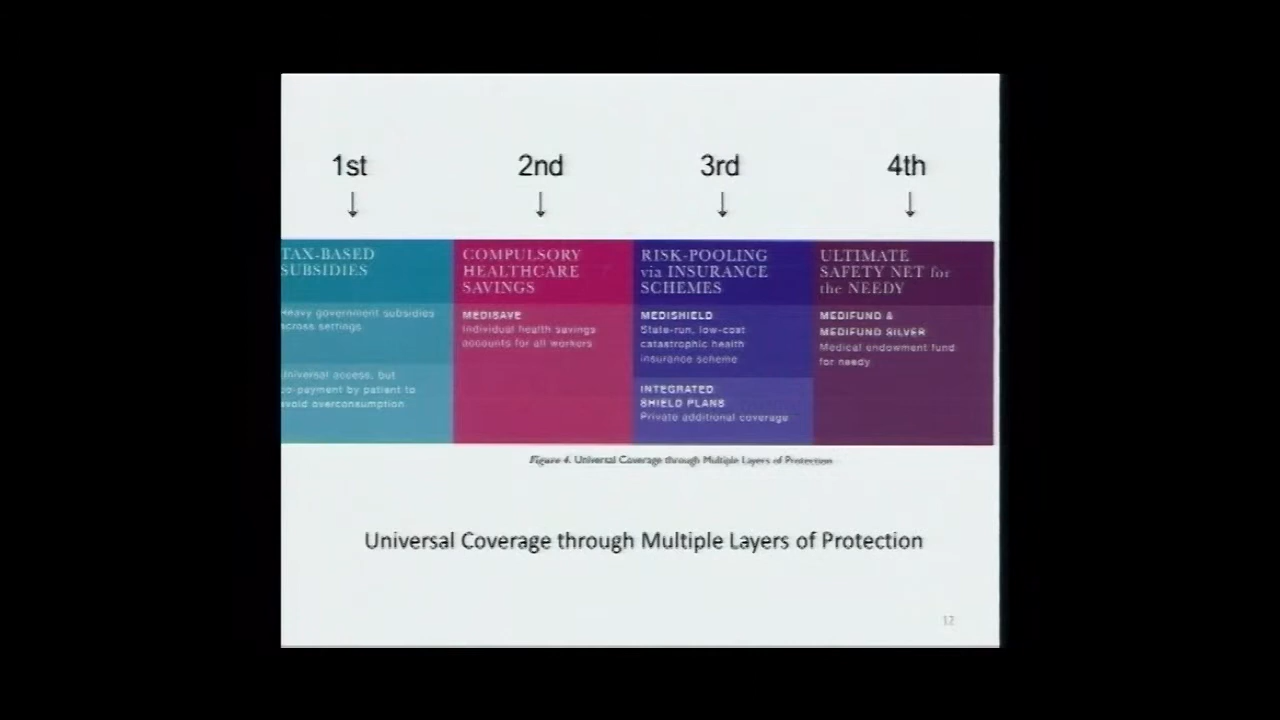 1st
2nd
3rd
4th
TAX-BASED
SUBSIDIES
Heavy government subsidies
across settings
Universal access, but
co-payment by patient to
avoid overconsumption
COMPULSORY
HEALTHCARE
SAVINGS
MEDISAVE
Individual health savings
accounts for all workers
RISK-POOLING
via INSURANCE
SCHEMES
MEDISHIELD
State-run, low-cost
catastrophic health
insurance scheme
INTEGRATED
SHIELD PLANS
Private additional coverage
ULTIMATE
SAFETY NET for
the NEEDY
MEDIFUND &
MEDIFUND SILVER
Medical endowment fund
for needy
Figure 4. Universal Coverage through Multiple Layers of Protection
Universal Coverage through Multiple Layers of Protection
12